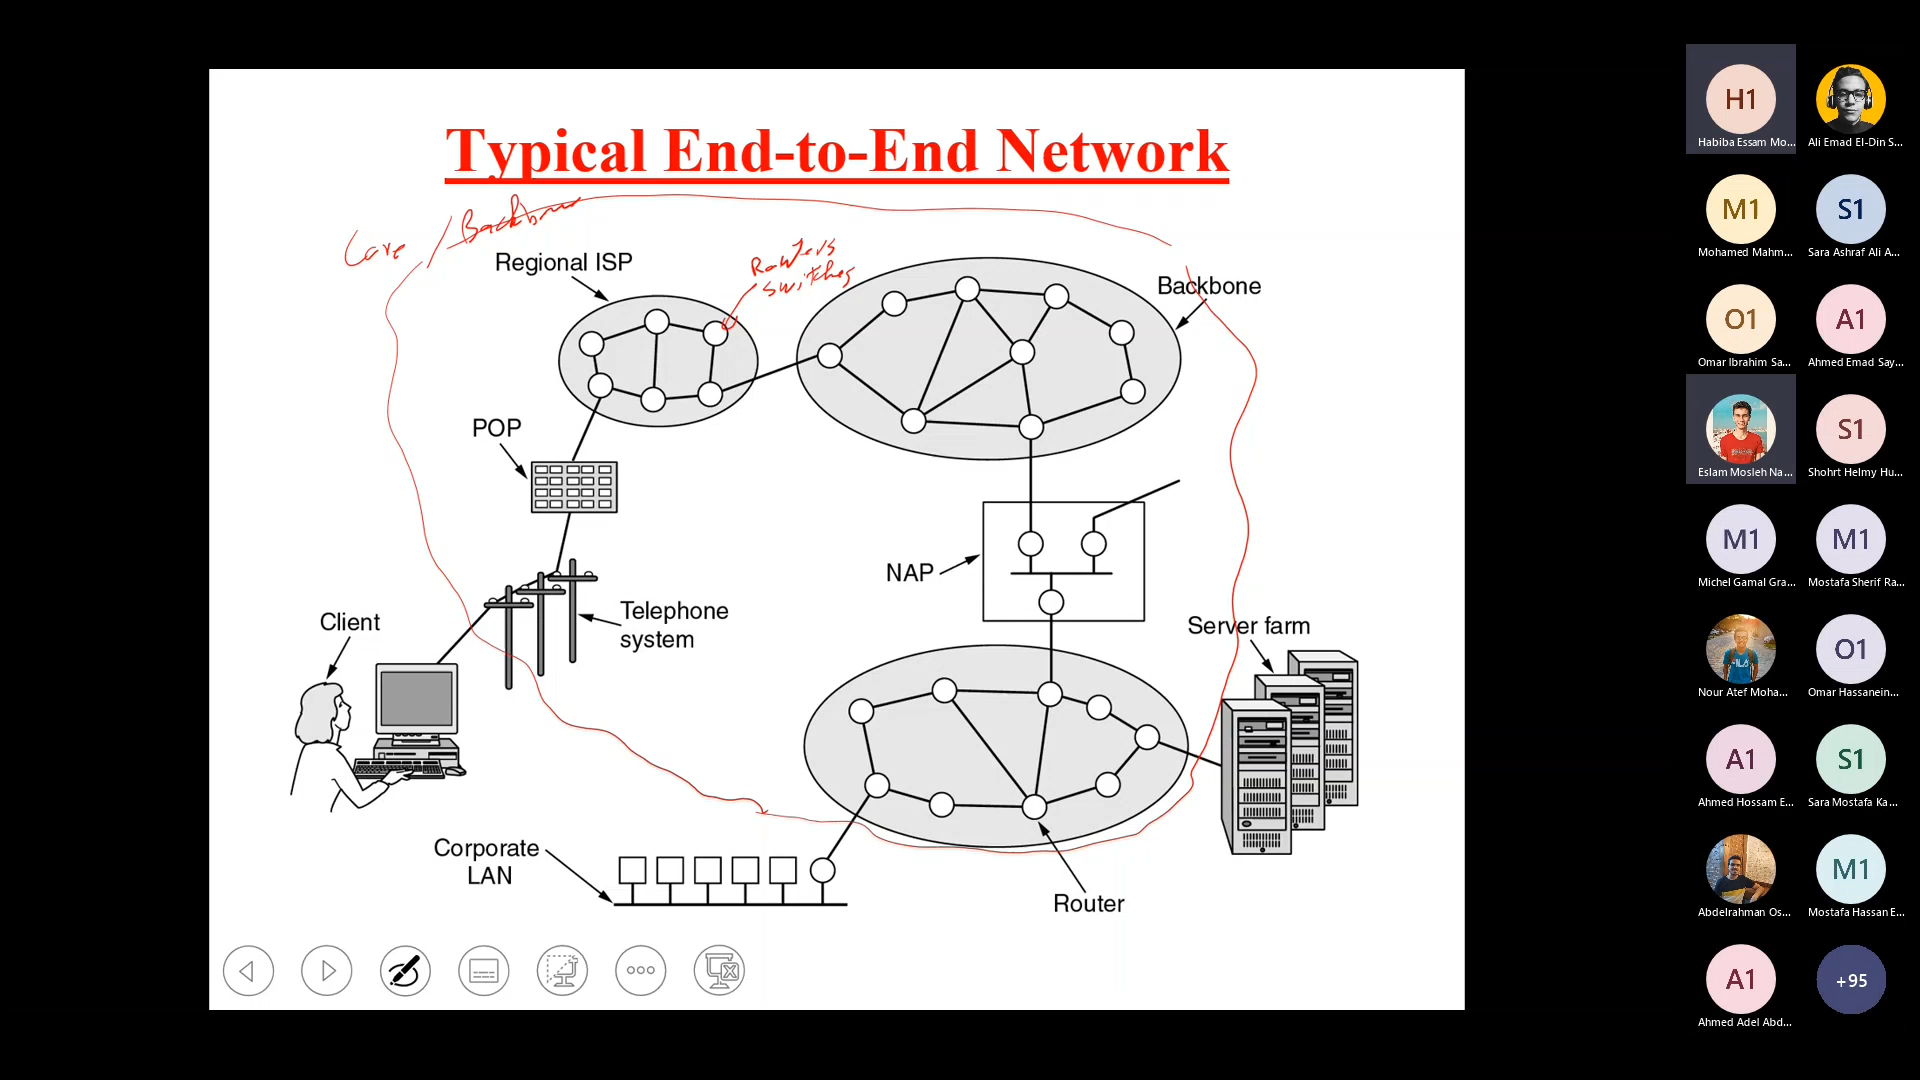 Typical End-to-End Network
Core / Backbone
Regional ISP
Routers
switches
Backbone
POP
NAP
Client
Telephone
system
Server farm
Corporate
LAN
Router
H1
Habiba Essam Mo...
Ali Emad El-Din S...
M1
Mohamed Mahm...
S1
Sara Ashraf Ali A...
O1
Omar Ibrahim Sa...
A1
Ahmed Emad Say...
Eslam Mosleh Na...
S1
Shohrt Helmy Hu...
M1
Michel Gamal Gra...
M1
Mostafa Sherif Ra...
Nour Atef Moha...
O1
Omar Hassanein...
A1
Ahmed Hossam E...
S1
Sara Mostafa Ka...
Abdelrahman Os...
M1
Mostafa Hassan E...
A1
Ahmed Adel Abd...
+95